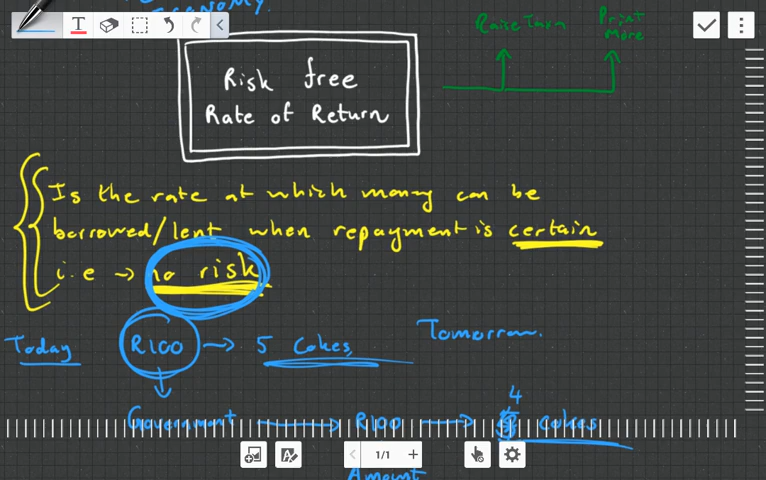 Economy.
T
Raise Taxes
Print
More
Risk free
Rate of Return
Is the rate at which money can be
borrowed/lent when repayment is certain
i.e → no risk
Today R100 → 5 Cokes, Tomorrow.
4
Government → R100 → Cokes
1/1
Amount